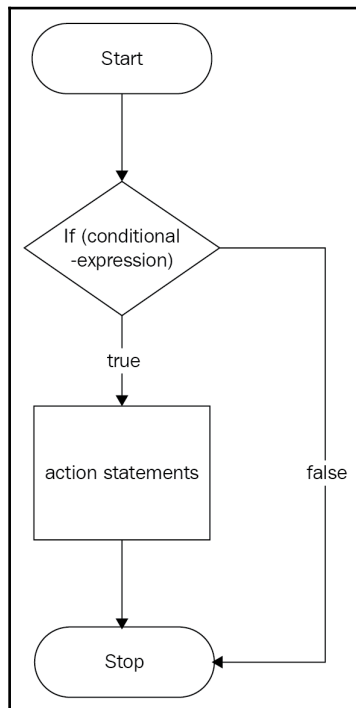 Start
If (conditional
-expression)
true
action statements
false
Stop